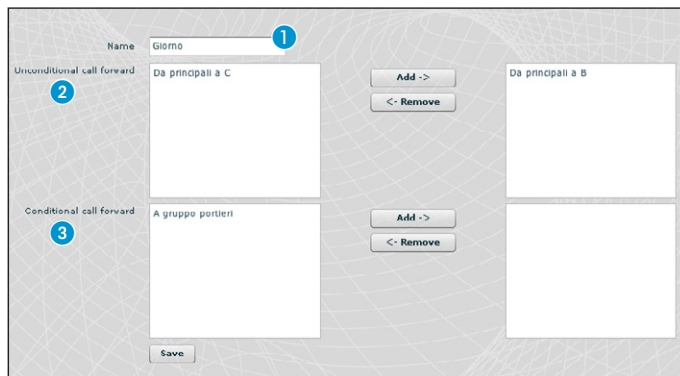 Name Giorno 1
Unconditional call forward Da principali a C Add -> Da principali a B
2
<- Remove
Conditional call forward A gruppo portieri Add ->
3
<- Remove
Save